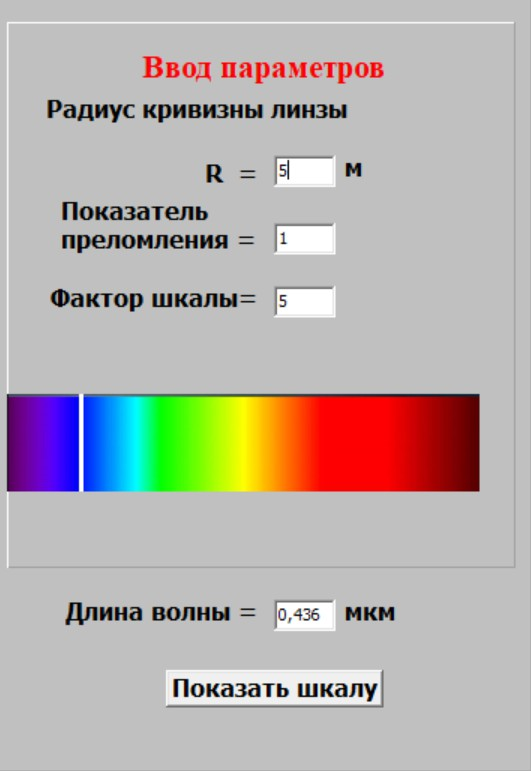 Ввод параметров
Радиус кривизны линзы
R = 5 м
Показатель
преломления = 1
Фактор шкалы= 5
Длина волны = 0,436 мкм
Показать шкалу